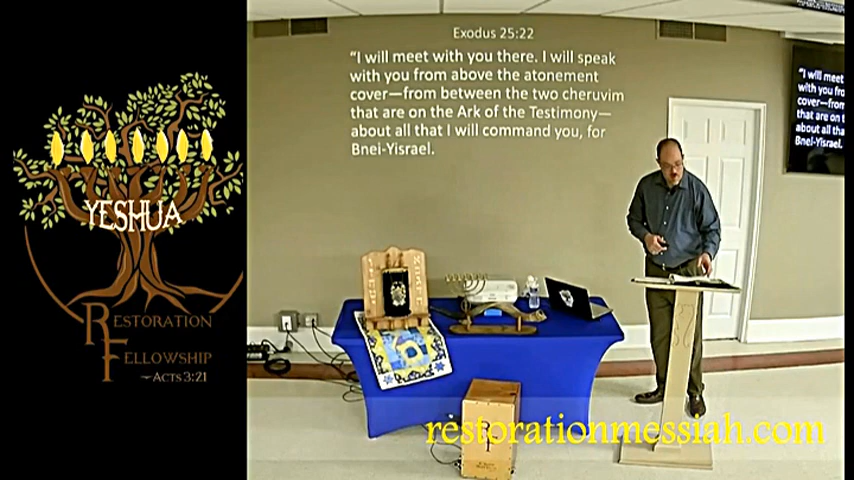 Exodus 25:22
“I will meet with you there. I will speak
with you from above the atonement
cover—from between the two cheruvim
that are on the Ark of the Testimony—
about all that I will command you, for
Bnei-Yisrael.
“I will meet
with you fro
cover—from
that are on t
about all tha
Bnei-Yisrael.
YESHUA
RESTORATION
FELLOWSHIP
ACTS 3:21
RF
restorationmessiah.com